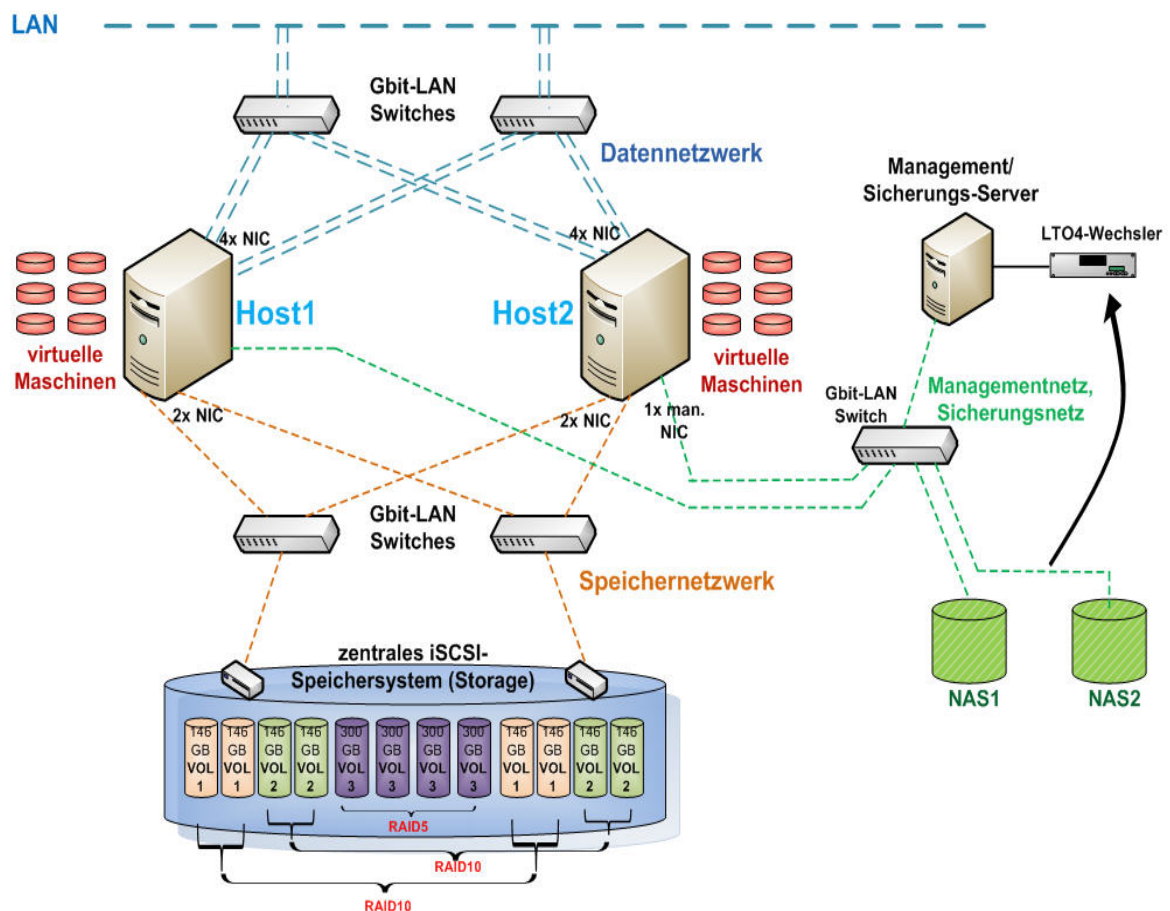 LAN
Gbit-LAN
Switches
Datennetzwerk
Management/
Sicherungs-Server
LTO4-Wechsler
4x NIC
4x NIC
Host1
Host2
virtuelle
Maschinen
virtuelle
Maschinen
2x NIC
2x NIC
1x man.
NIC
Gbit-LAN
Switch
Managementnetz,
Sicherungsnetz
Gbit-LAN
Switches
Speichernetzwerk
zentrales iSCSI-
Speichersystem (Storage)
NAS1
NAS2
146 146 146 146 300 300 300 300 146 146 146 146
GB GB GB GB GB GB GB GB GB GB GB GB
VOL VOL VOL VOL VOL VOL VOL VOL VOL VOL VOL VOL
1 1 2 2 3 3 3 3 1 1 2 2
RAID5
RAID10
RAID10